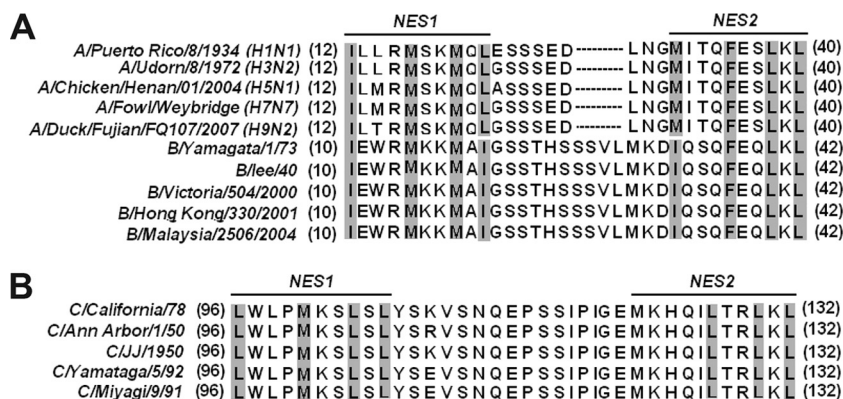 A
NES1 NES2
A/Puerto Rico/8/1934 (H1N1) (12) ILLRMSKMQLESSSED---------LNGMITQFESLKL (40)
A/Udorn/8/1972 (H3N2) (12) ILMRMSKMQLGSSSED---------LNGMITQFESLKL (40)
A/Chicken/Henan/01/2004 (H5N1) (12) ILMRMSKMQLASSSED---------LNGMITQFESLKL (40)
A/Fowl/Weybridge (H7N7) (12) ILMRMSKMQLGSSSED---------LNGMITQFESLKL (40)
A/Duck/Fujian/FQ107/2007 (H9N2) (12) ILTRMSKMQLGSSSED---------LNGMITQFESLKL (40)
B/Yamagata/1/73 (10) IEWRMKKMAIGSSTHSSSVLMKDIQSQFEQLKL (42)
B/lee/40 (10) IEWRMKKMAIGSSTHSSSVLMKDIQSQFEQLKL (42)
B/Victoria/504/2000 (10) IEWRMKKMAIGSSTHSSSVLMKDIQSQFEQLKL (42)
B/Hong Kong/330/2001 (10) IEWRMKKMAIGSSTHSSSVLMKDIQSQFEQLKL (42)
B/Malaysia/2506/2004 (10) IEWRMKKMAIGSSTHSSSVLMKDIQSQFEQLKL (42)
B
NES1 NES2
C/California/78 (96) LWLPMKSLSLYSKVSNQEPSSIPIGEMKHQILTRLKL (132)
C/Ann Arbor/1/50 (96) LWLPMKSLSLYSRVSNQEPSSIPIGEMKHQILTRLKL (132)
C/JJ/1950 (96) LWLPMKSLSLYSKVSNQEPSSIPIGEMKHQILTRLKL (132)
C/Yamataga/5/92 (96) LWLPMKSLSLYSEVSNQEPSSIPIGEMKHQILTRLKL (132)
C/Miyagi/9/91 (96) LWLPMKSLSLYSKVSNQEPSSIPIGEMKHQILTRLKL (132)